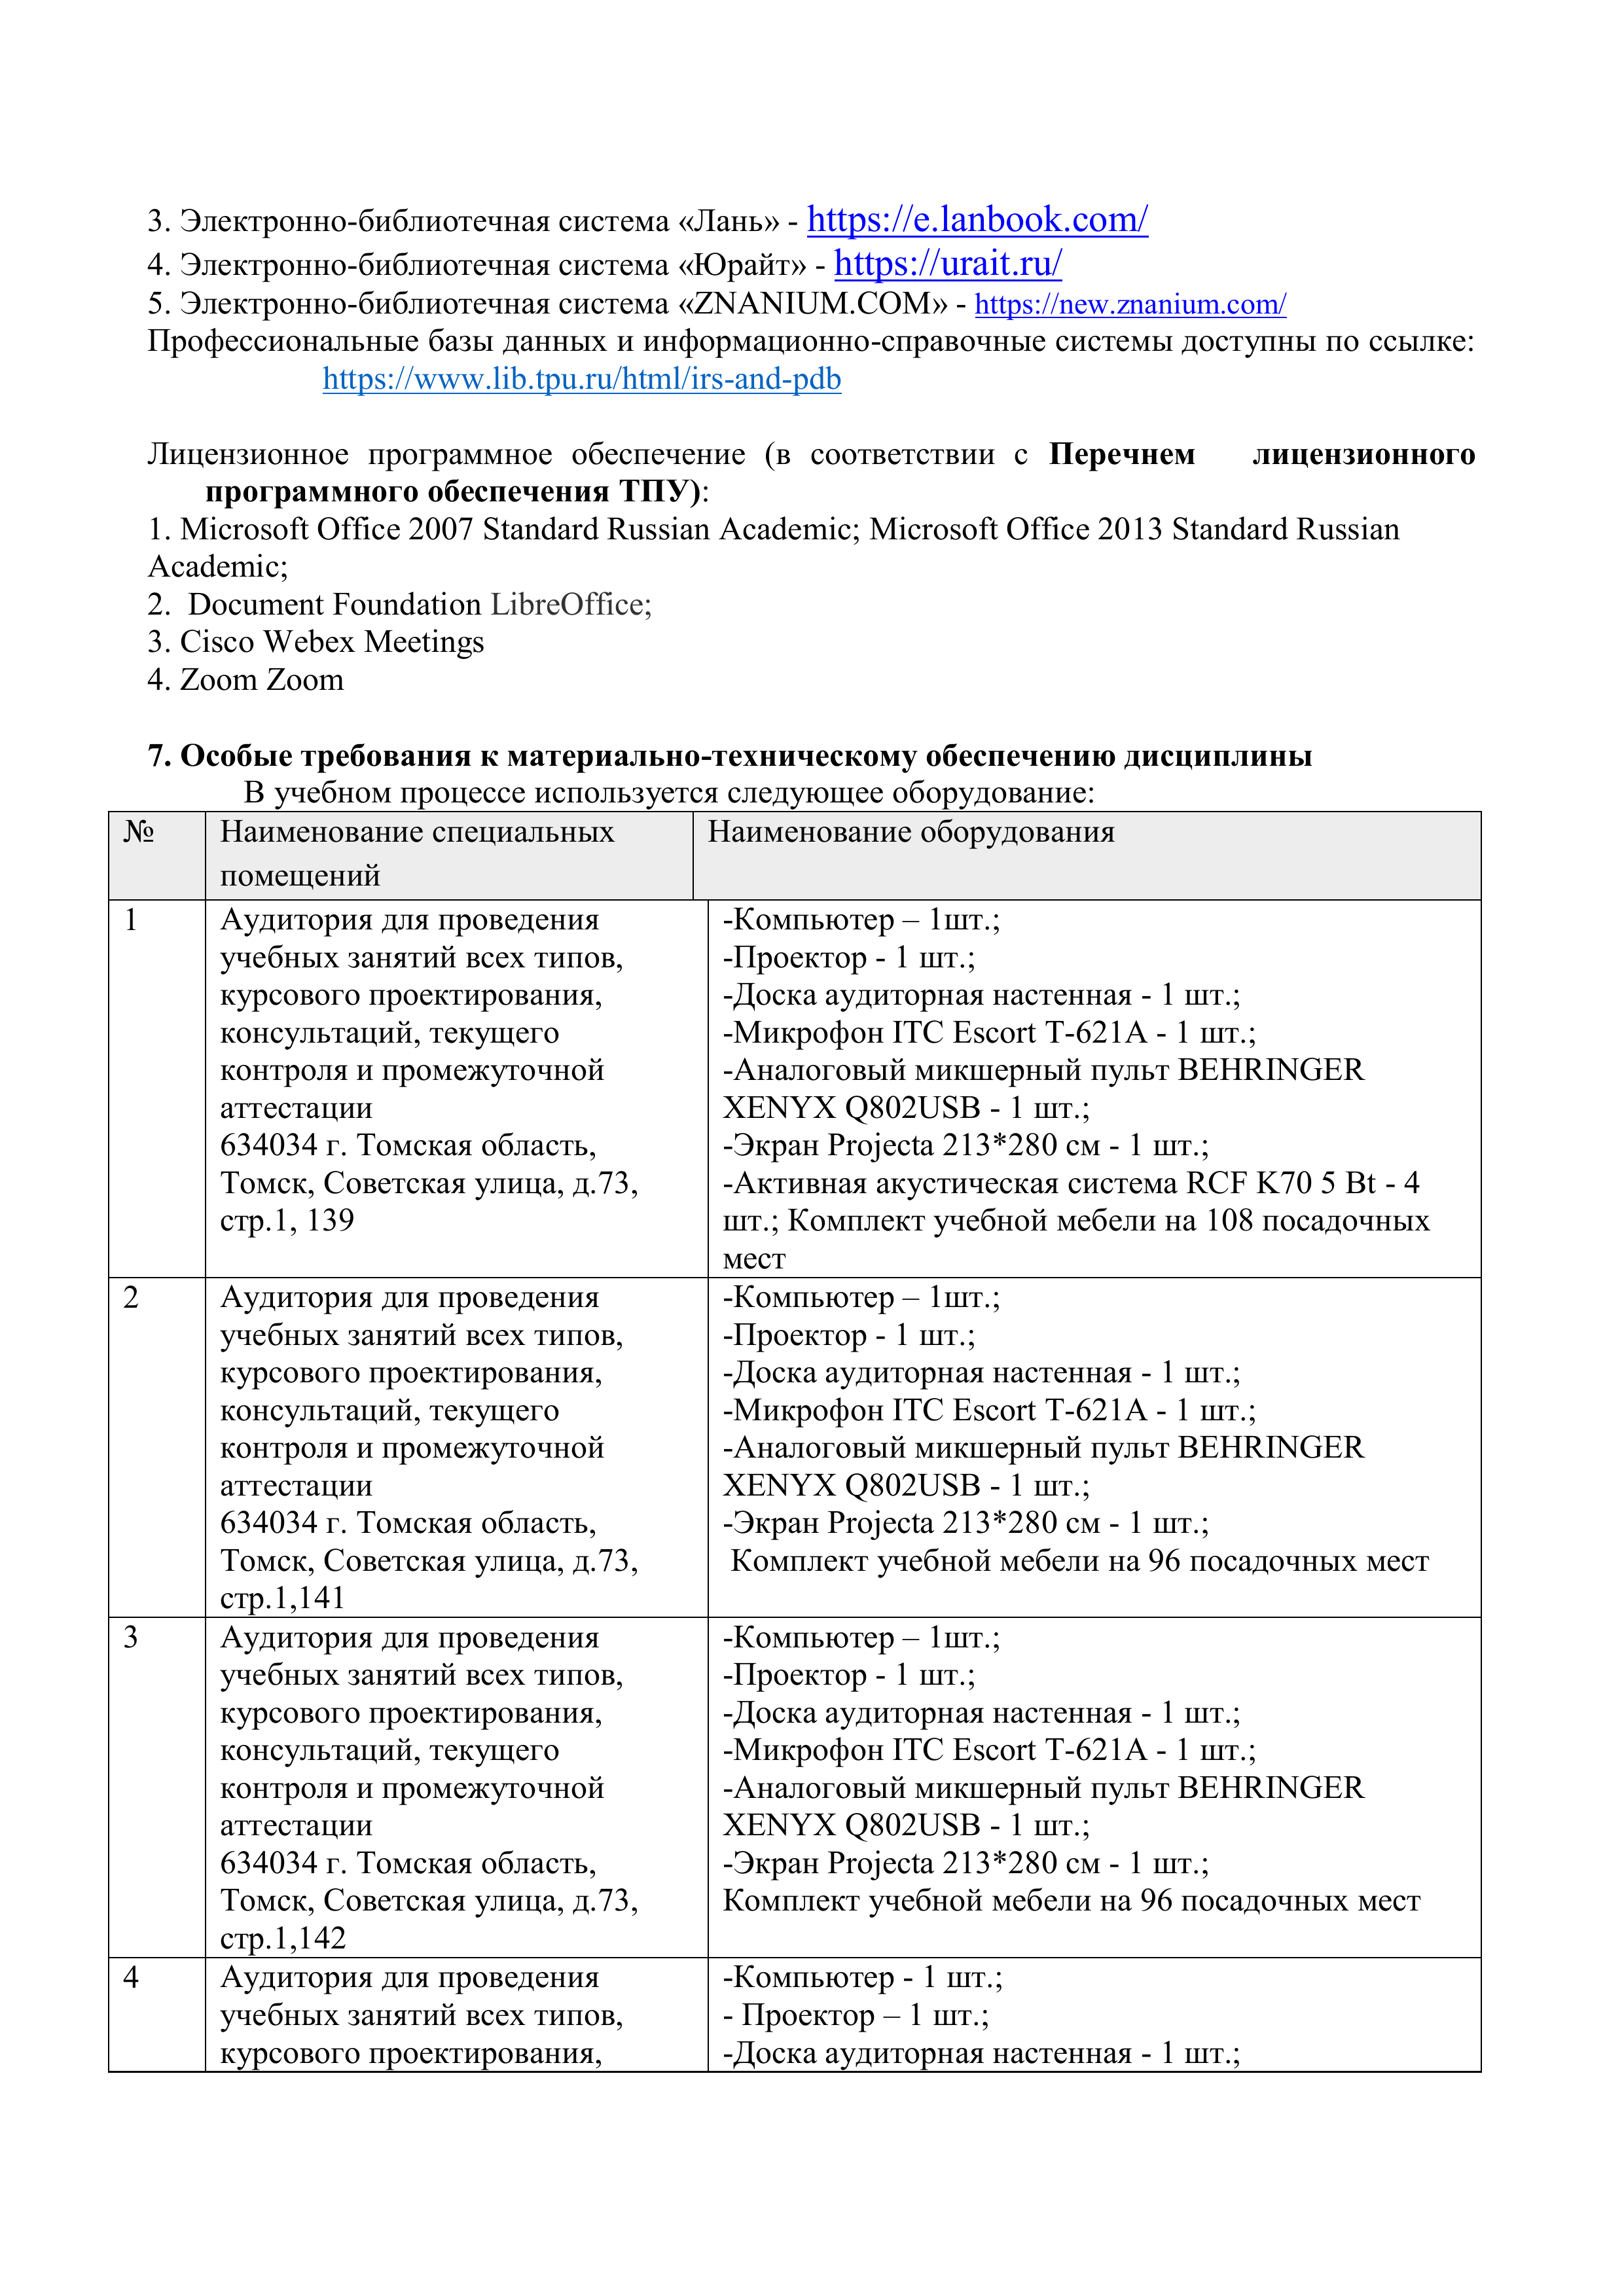 3. Электронно-библиотечная система «Лань» - https://e.lanbook.com/
4. Электронно-библиотечная система «Юрайт» - https://urait.ru/
5. Электронно-библиотечная система «ZNANIUM.COM» - https://new.znanium.com/
Профессиональные базы данных и информационно-справочные системы доступны по ссылке:
https://www.lib.tpu.ru/html/irs-and-pdb
Лицензионное программное обеспечение (в соответствии с Перечнем лицензионного
программного обеспечения ТПУ):
1. Microsoft Office 2007 Standard Russian Academic; Microsoft Office 2013 Standard Russian
Academic;
2. Document Foundation LibreOffice;
3. Cisco Webex Meetings
4. Zoom Zoom
7. Особые требования к материально-техническому обеспечению дисциплины
В учебном процессе используется следующее оборудование:
№
Наименование специальных
помещений
Наименование оборудования
1
Аудитория для проведения
учебных занятий всех типов,
курсового проектирования,
консультаций, текущего
контроля и промежуточной
аттестации
634034 г. Томская область,
Томск, Советская улица, д.73,
стр.1, 139
-Компьютер – 1шт.;
-Проектор - 1 шт.;
-Доска аудиторная настенная - 1 шт.;
-Микрофон ITC Escort T-621A - 1 шт.;
-Аналоговый микшерный пульт BEHRINGER
XENYX Q802USB - 1 шт.;
-Экран Projecta 213*280 см - 1 шт.;
-Активная акустическая система RCF K70 5 Bt - 4
шт.; Комплект учебной мебели на 108 посадочных
мест
2
Аудитория для проведения
учебных занятий всех типов,
курсового проектирования,
консультаций, текущего
контроля и промежуточной
аттестации
634034 г. Томская область,
Томск, Советская улица, д.73,
стр.1,141
-Компьютер – 1шт.;
-Проектор - 1 шт.;
-Доска аудиторная настенная - 1 шт.;
-Микрофон ITC Escort T-621A - 1 шт.;
-Аналоговый микшерный пульт BEHRINGER
XENYX Q802USB - 1 шт.;
-Экран Projecta 213*280 см - 1 шт.;
Комплект учебной мебели на 96 посадочных мест
3
Аудитория для проведения
учебных занятий всех типов,
курсового проектирования,
консультаций, текущего
контроля и промежуточной
аттестации
634034 г. Томская область,
Томск, Советская улица, д.73,
стр.1,142
-Компьютер – 1шт.;
-Проектор - 1 шт.;
-Доска аудиторная настенная - 1 шт.;
-Микрофон ITC Escort T-621A - 1 шт.;
-Аналоговый микшерный пульт BEHRINGER
XENYX Q802USB - 1 шт.;
-Экран Projecta 213*280 см - 1 шт.;
Комплект учебной мебели на 96 посадочных мест
4
Аудитория для проведения
учебных занятий всех типов,
курсового проектирования,
-Компьютер - 1 шт.;
- Проектор – 1 шт.;
-Доска аудиторная настенная - 1 шт.;